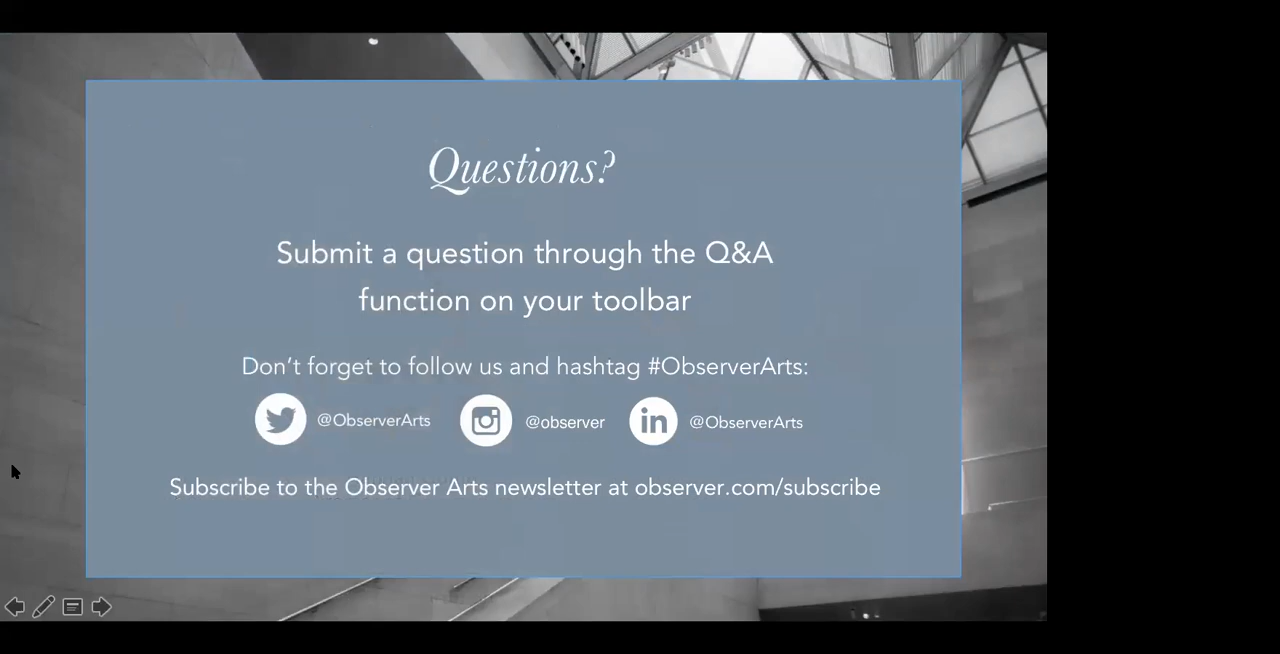 Questions?
Submit a question through the Q&A
function on your toolbar
Don’t forget to follow us and hashtag #ObserverArts:
@ObserverArts @observer in @ObserverArts
Subscribe to the Observer Arts newsletter at observer.com/subscribe